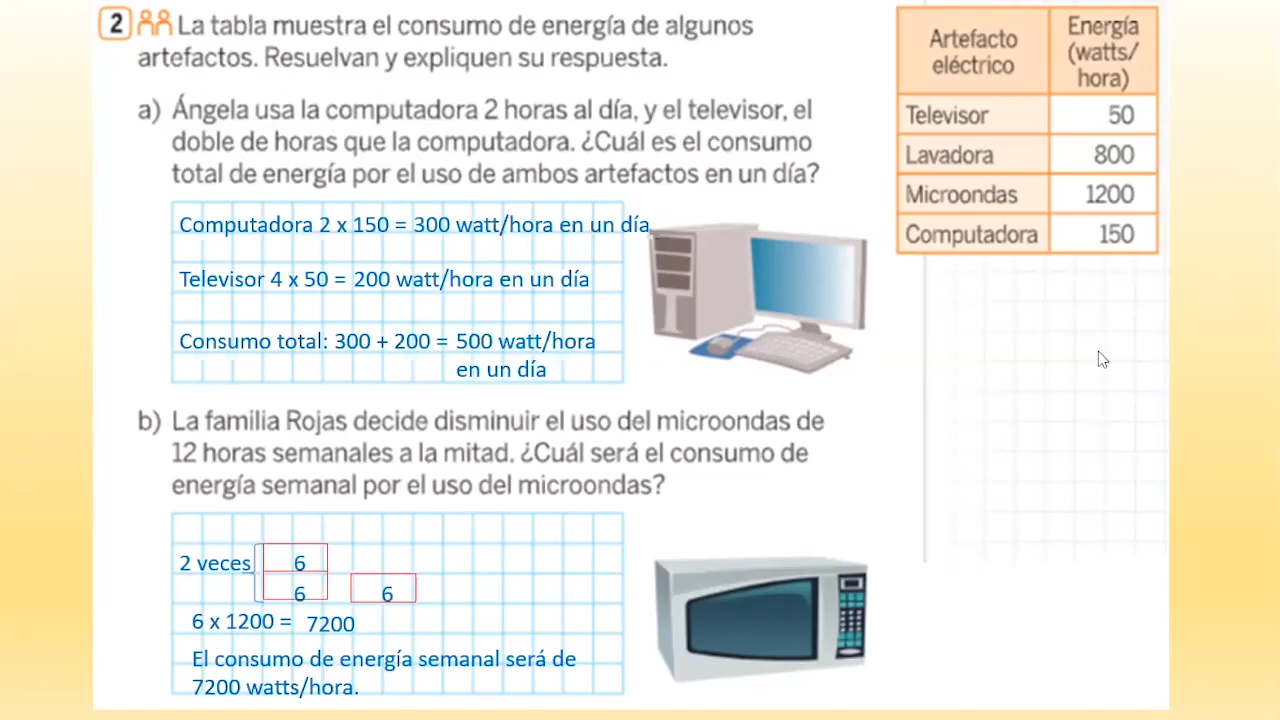 2 La tabla muestra el consumo de energía de algunos
artefactos. Resuelvan y expliquen su respuesta.
a) Ángela usa la computadora 2 horas al día, y el televisor, el
doble de horas que la computadora. ¿Cuál es el consumo
total de energía por el uso de ambos artefactos en un día?
Computadora 2 x 150 = 300 watt/hora en un día.
Televisor 4 x 50 = 200 watt/hora en un día
Consumo total: 300 + 200 = 500 watt/hora
en un día
Artefacto eléctrico Energía (watts/ hora)
Televisor 50
Lavadora 800
Microondas 1200
Computadora 150
b) La familia Rojas decide disminuir el uso del microondas de
12 horas semanales a la mitad. ¿Cuál será el consumo de
energía semanal por el uso del microondas?
2 veces 6
6 6
6 x 1200 = 7200
El consumo de energía semanal será de
7200 watts/hora.